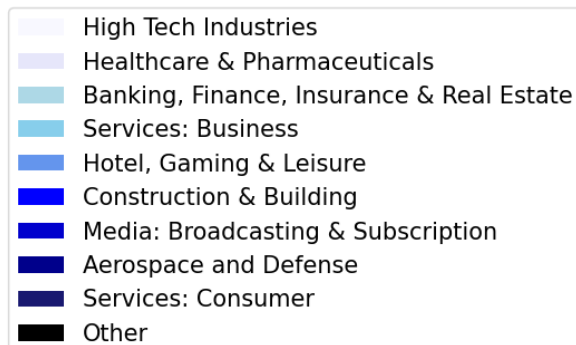 High Tech Industries
Healthcare & Pharmaceuticals
Banking, Finance, Insurance & Real Estate
Services: Business
Hotel, Gaming & Leisure
Construction & Building
Media: Broadcasting & Subscription
Aerospace and Defense
Services: Consumer
Other